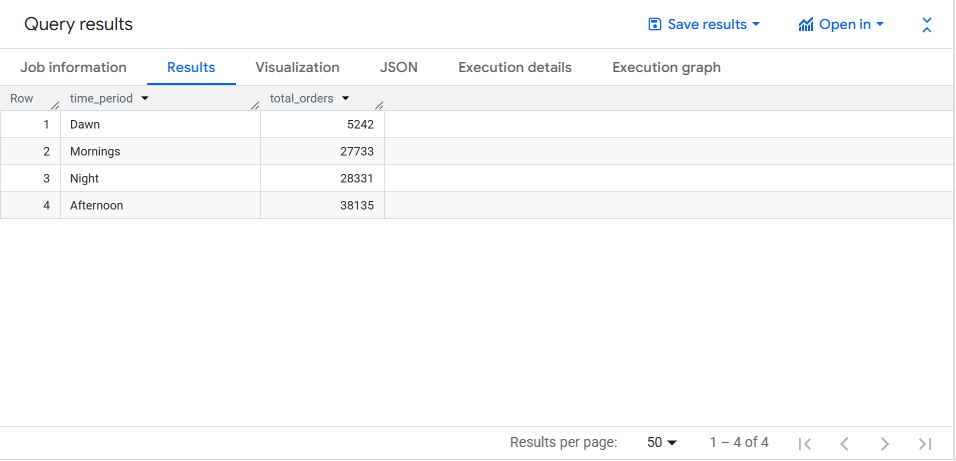 Query results Save results Open in
Job information Results Visualization JSON Execution details Execution graph
Row time_period total_orders
1 Dawn 5242
2 Mornings 27733
3 Night 28331
4 Afternoon 38135
Results per page: 50 1 – 4 of 4